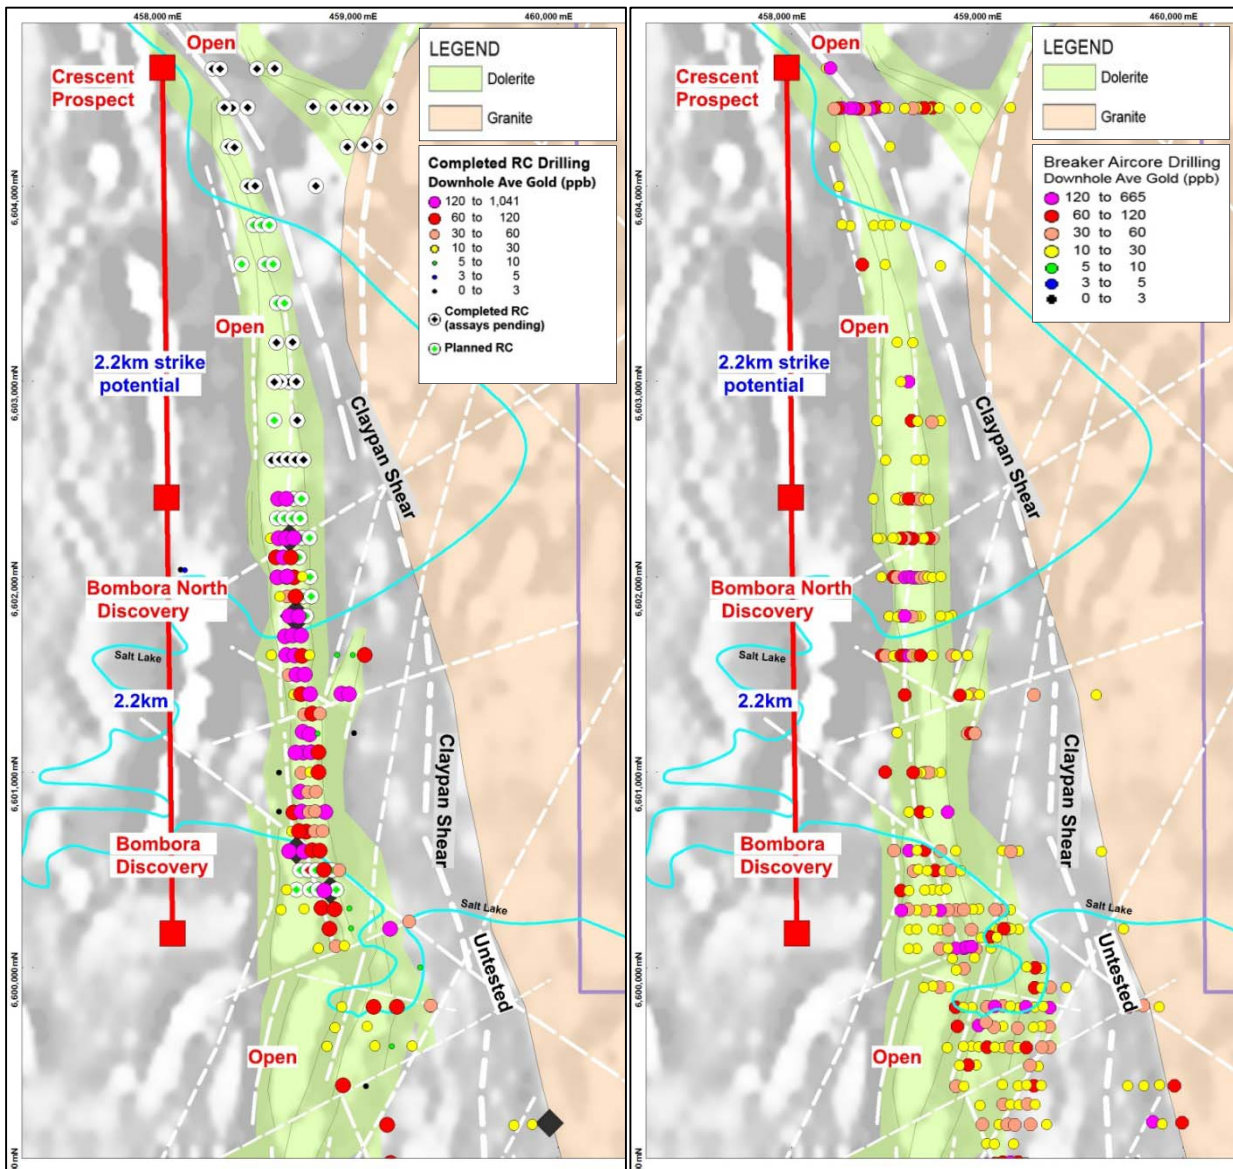 458,000 mE
459,000 mE
460,000 mE
Open
Crescent
Prospect
LEGEND
Dolerite
Granite
Completed RC Drilling
Downhole Ave Gold (ppb)
120 to 1,041
60 to 120
30 to 60
10 to 30
5 to 10
3 to 5
0 to 3
Completed RC
(assays pending)
Planned RC
6,604,000 mN
Open
2.2km strike
potential
6,603,000 mN
Claypan Shear
6,602,000 mN
Bombora North
Discovery
Salt Lake
2.2km
Claypan Shear
6,601,000 mN
Bombora
Discovery
Salt Lake
Untested
6,600,000 mN
Open
00 mN
458,000 mE
459,000 mE
460,000 mE
Open
Crescent
Prospect
LEGEND
Dolerite
Granite
Breaker Aircore Drilling
Downhole Ave Gold (ppb)
120 to 665
60 to 120
30 to 60
10 to 30
5 to 10
3 to 5
0 to 3
6,604,000 mN
Open
2.2km strike
potential
6,603,000 mN
Claypan Shear
6,602,000 mN
Bombora North
Discovery
Salt Lake
2.2km
Claypan Shear
6,601,000 mN
Bombora
Discovery
Salt Lake
Untested
6,600,000 mN
Open
00 mN